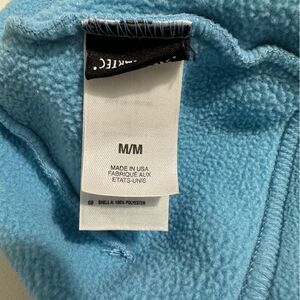 M/M
MADE IN USA
FABRIQUE AUX
ETATS-UNIS
SHELL A: 100% POLYESTER